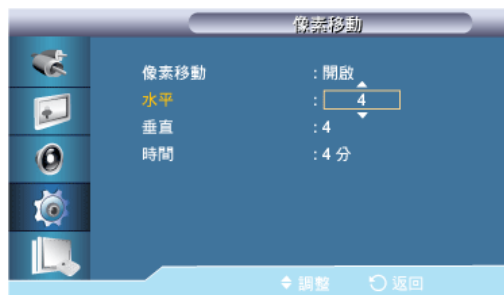 像素移動
像素移動 : 開啟
水平 : 4
垂直 : 4
時間 : 4 分
調整 返回